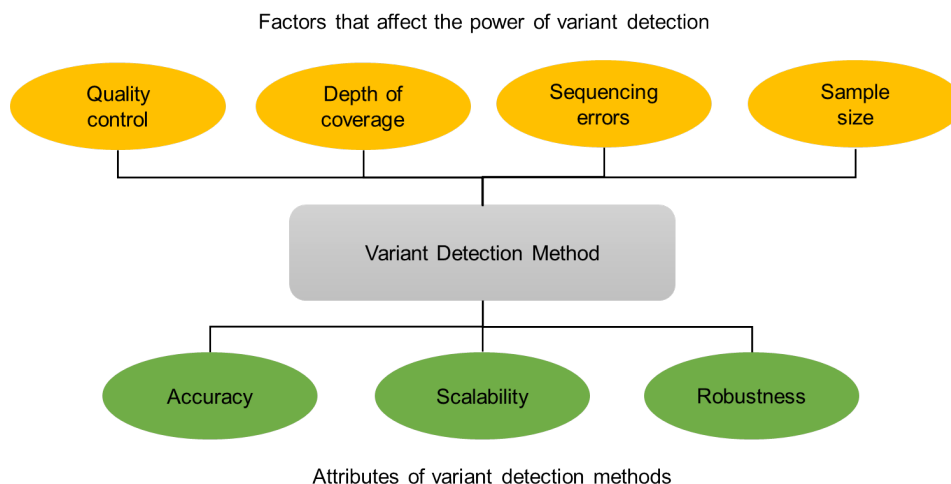 Factors that affect the power of variant detection
Quality
control
Depth of
coverage
Sequencing
errors
Sample
size
Variant Detection Method
Accuracy
Scalability
Robustness
Attributes of variant detection methods